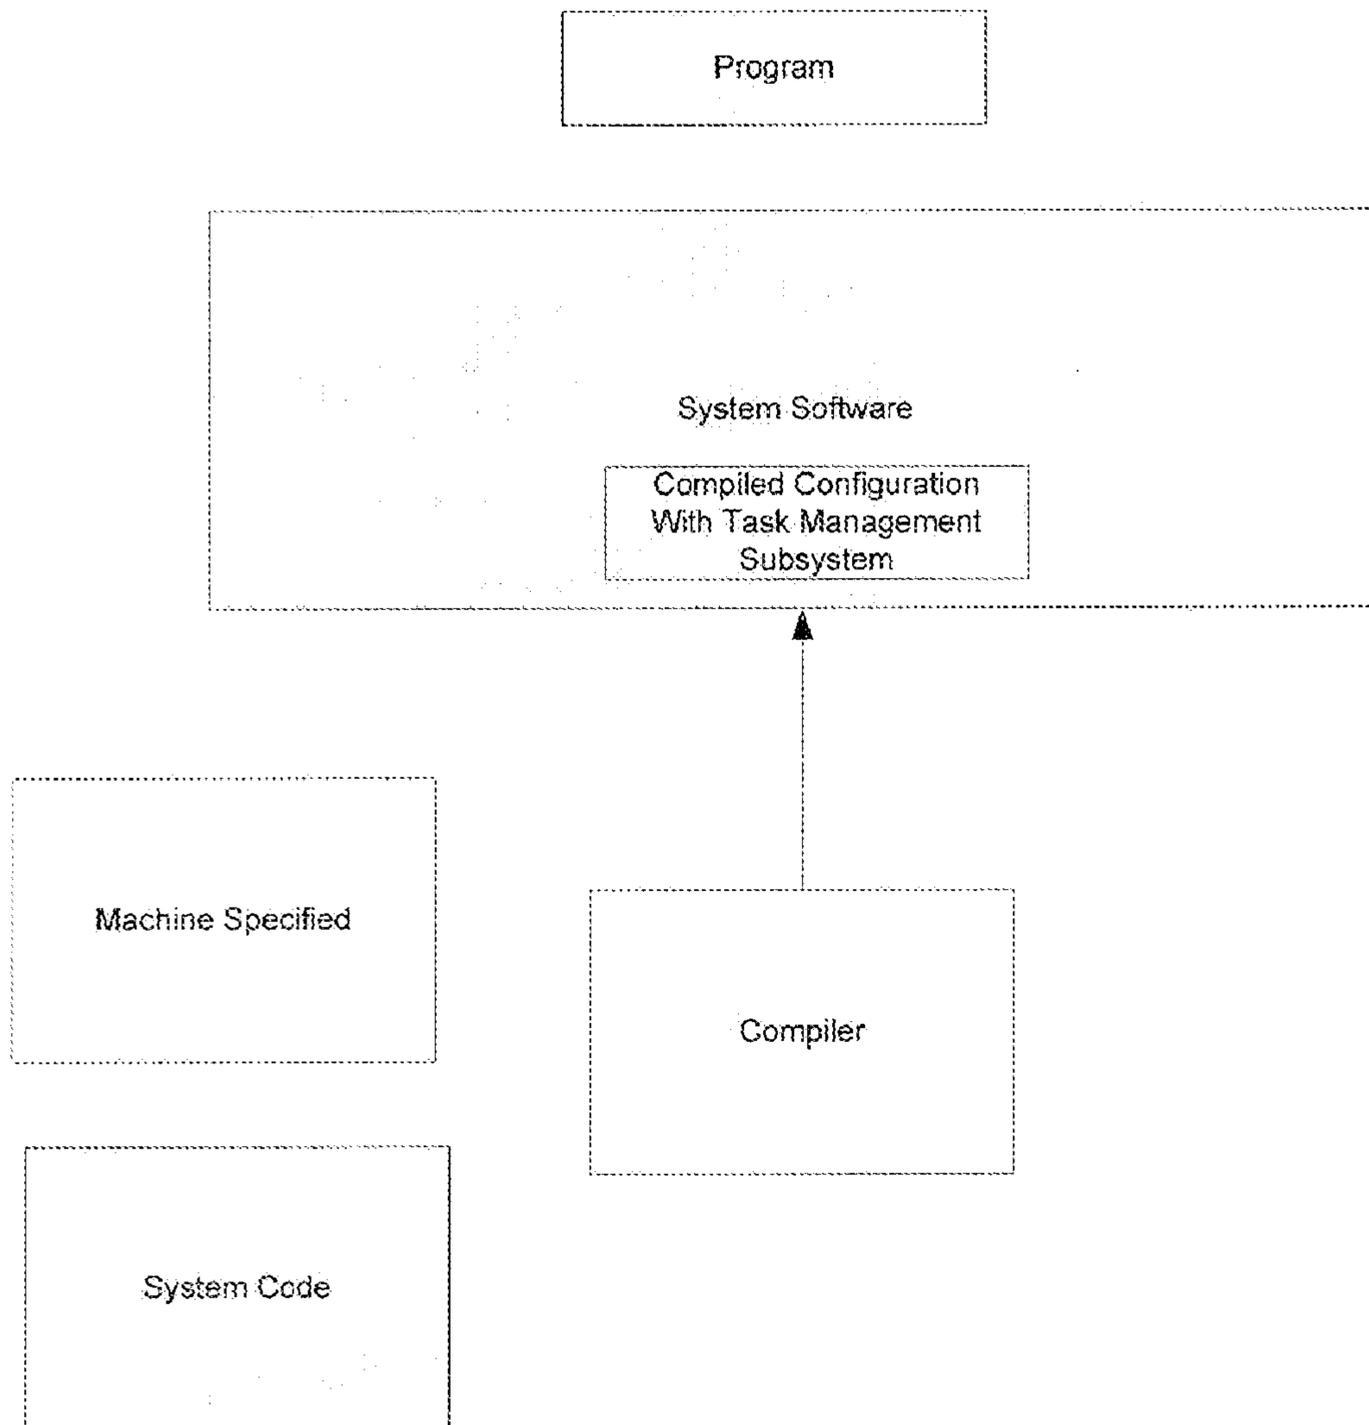 Program
System Software
Compiled Configuration
With Task Management
Subsystem
Machine Specified
Compiler
System Code